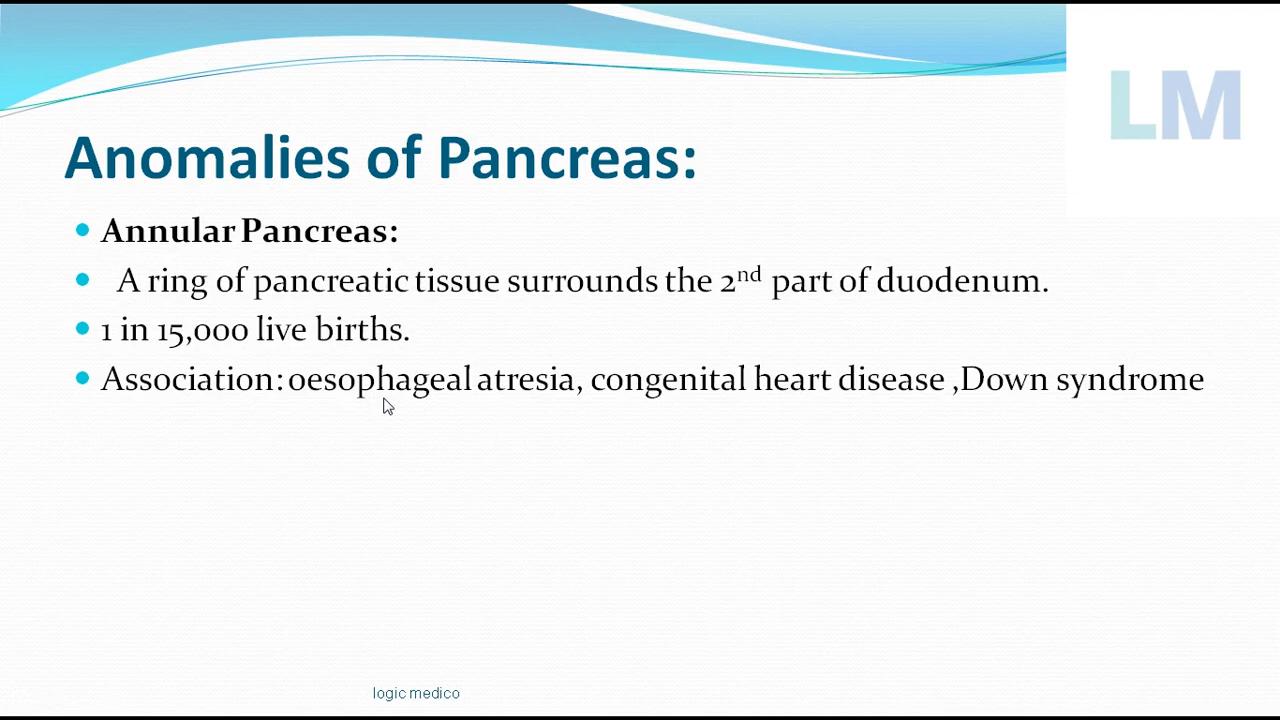 LM
Anomalies of Pancreas:
Annular Pancreas:
A ring of pancreatic tissue surrounds the 2nd part of duodenum.
1 in 15,000 live births.
Association: oesophageal atresia, congenital heart disease ,Down syndrome
logic medico